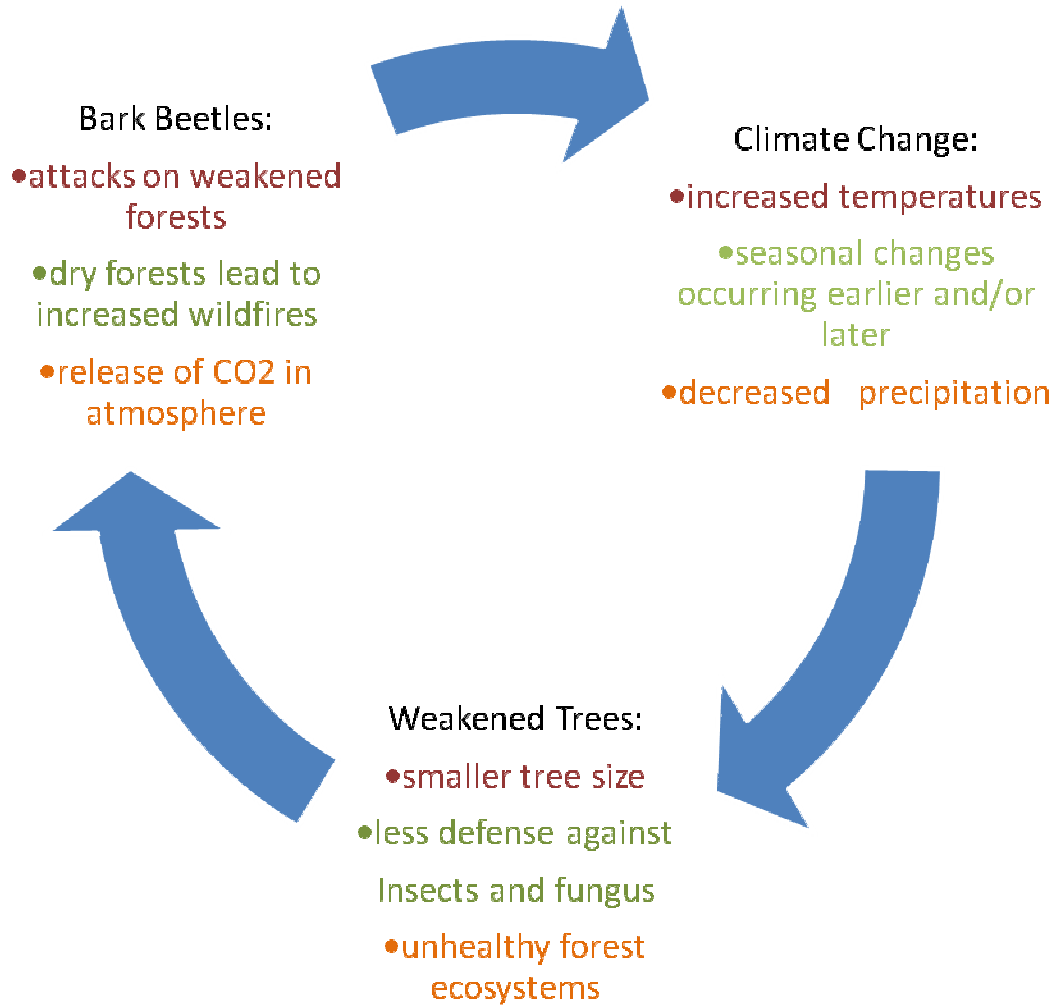 Bark Beetles:
•attacks on weakened
forests
•dry forests lead to
increased wildfires
•release of CO2 in
atmosphere
Climate Change:
•increased temperatures
•seasonal changes
occurring earlier and/or
later
•decreased precipitation
Weakened Trees:
•smaller tree size
•less defense against
Insects and fungus
•unhealthy forest
ecosystems